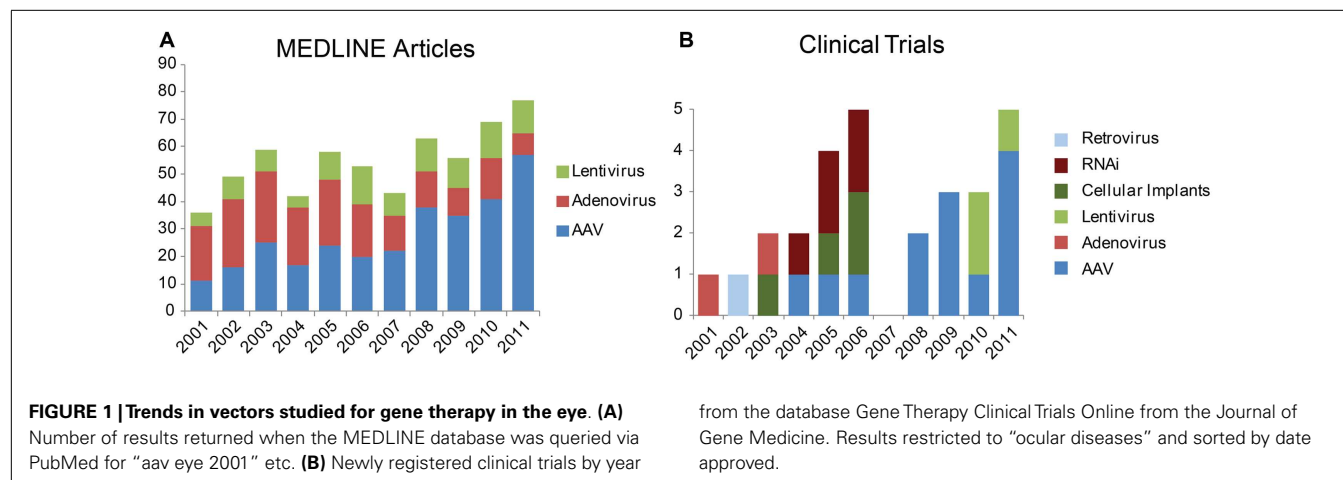 A
MEDLINE Articles
90
80
70
60
50
40
30
20
10
0
2001
2002
2003
2004
2005
2006
2007
2008
2009
2010
2011
Lentivirus
Adenovirus
AAV
B
Clinical Trials
5
4
3
2
1
0
2001
2002
2003
2004
2005
2006
2007
2008
2009
2010
2011
Retrovirus
RNAi
Cellular Implants
Lentivirus
Adenovirus
AAV
FIGURE 1 | Trends in vectors studied for gene therapy in the eye. (A)
Number of results returned when the MEDLINE database was queried via
PubMed for “aav eye 2001” etc. (B) Newly registered clinical trials by year
from the database Gene Therapy Clinical Trials Online from the Journal of
Gene Medicine. Results restricted to “ocular diseases” and sorted by date
approved.